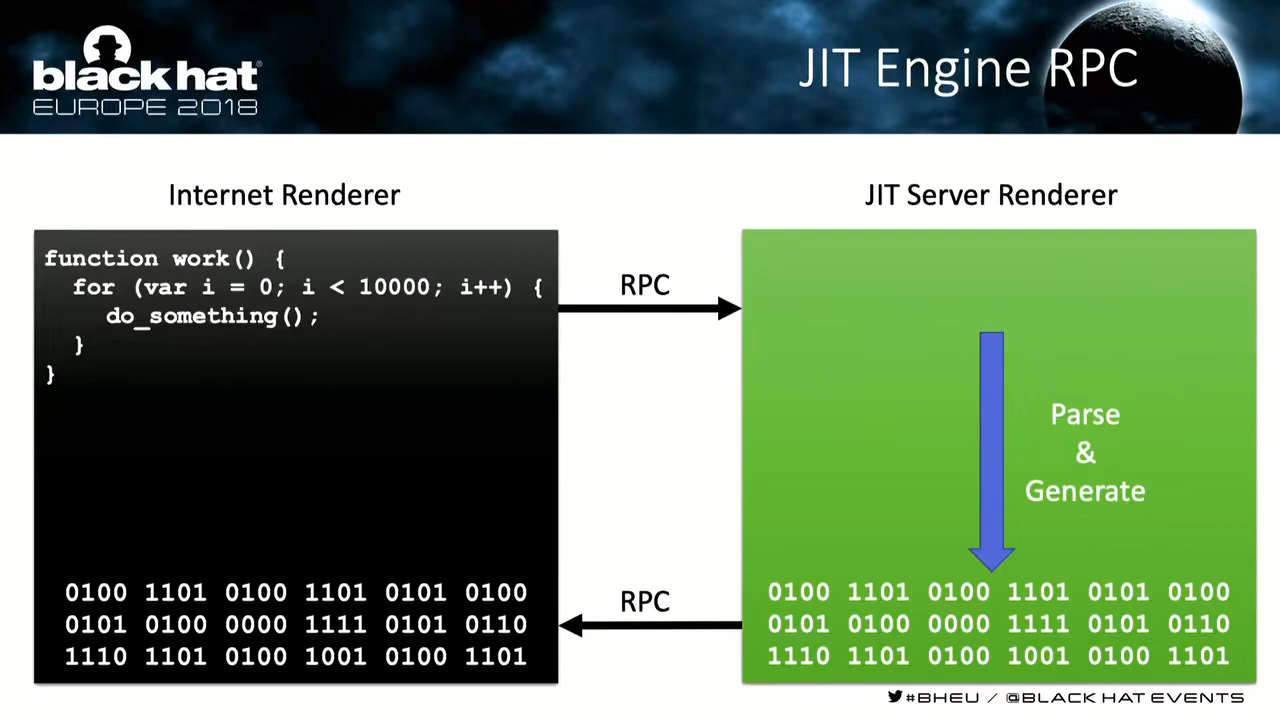 black hat®
EUROPE 2018
JIT Engine RPC
Internet Renderer
JIT Server Renderer
function work() {
for (var i = 0; i < 10000; i++) {
do_something();
}
}
RPC
Parse
&
Generate
0100 1101 0100 1101 0101 0100
0101 0100 0000 1111 0101 0110
1110 1101 0100 1001 0100 1101
RPC
0100 1101 0100 1101 0101 0100
0101 0100 0000 1111 0101 0110
1110 1101 0100 1001 0100 1101
#BHEU / @BLACK HAT EVENTS